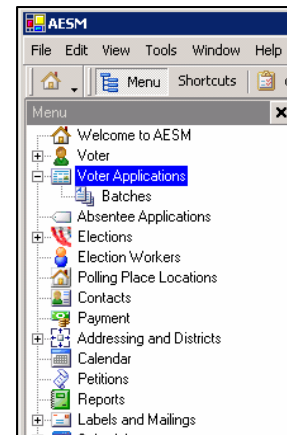 AESM
File Edit View Tools Window Help
Menu Shortcuts
Menu
Welcome to AESM
Voter
Voter Applications
Batches
Absentee Applications
Elections
Election Workers
Polling Place Locations
Contacts
Payment
Addressing and Districts
Calendar
Petitions
Reports
Labels and Mailings